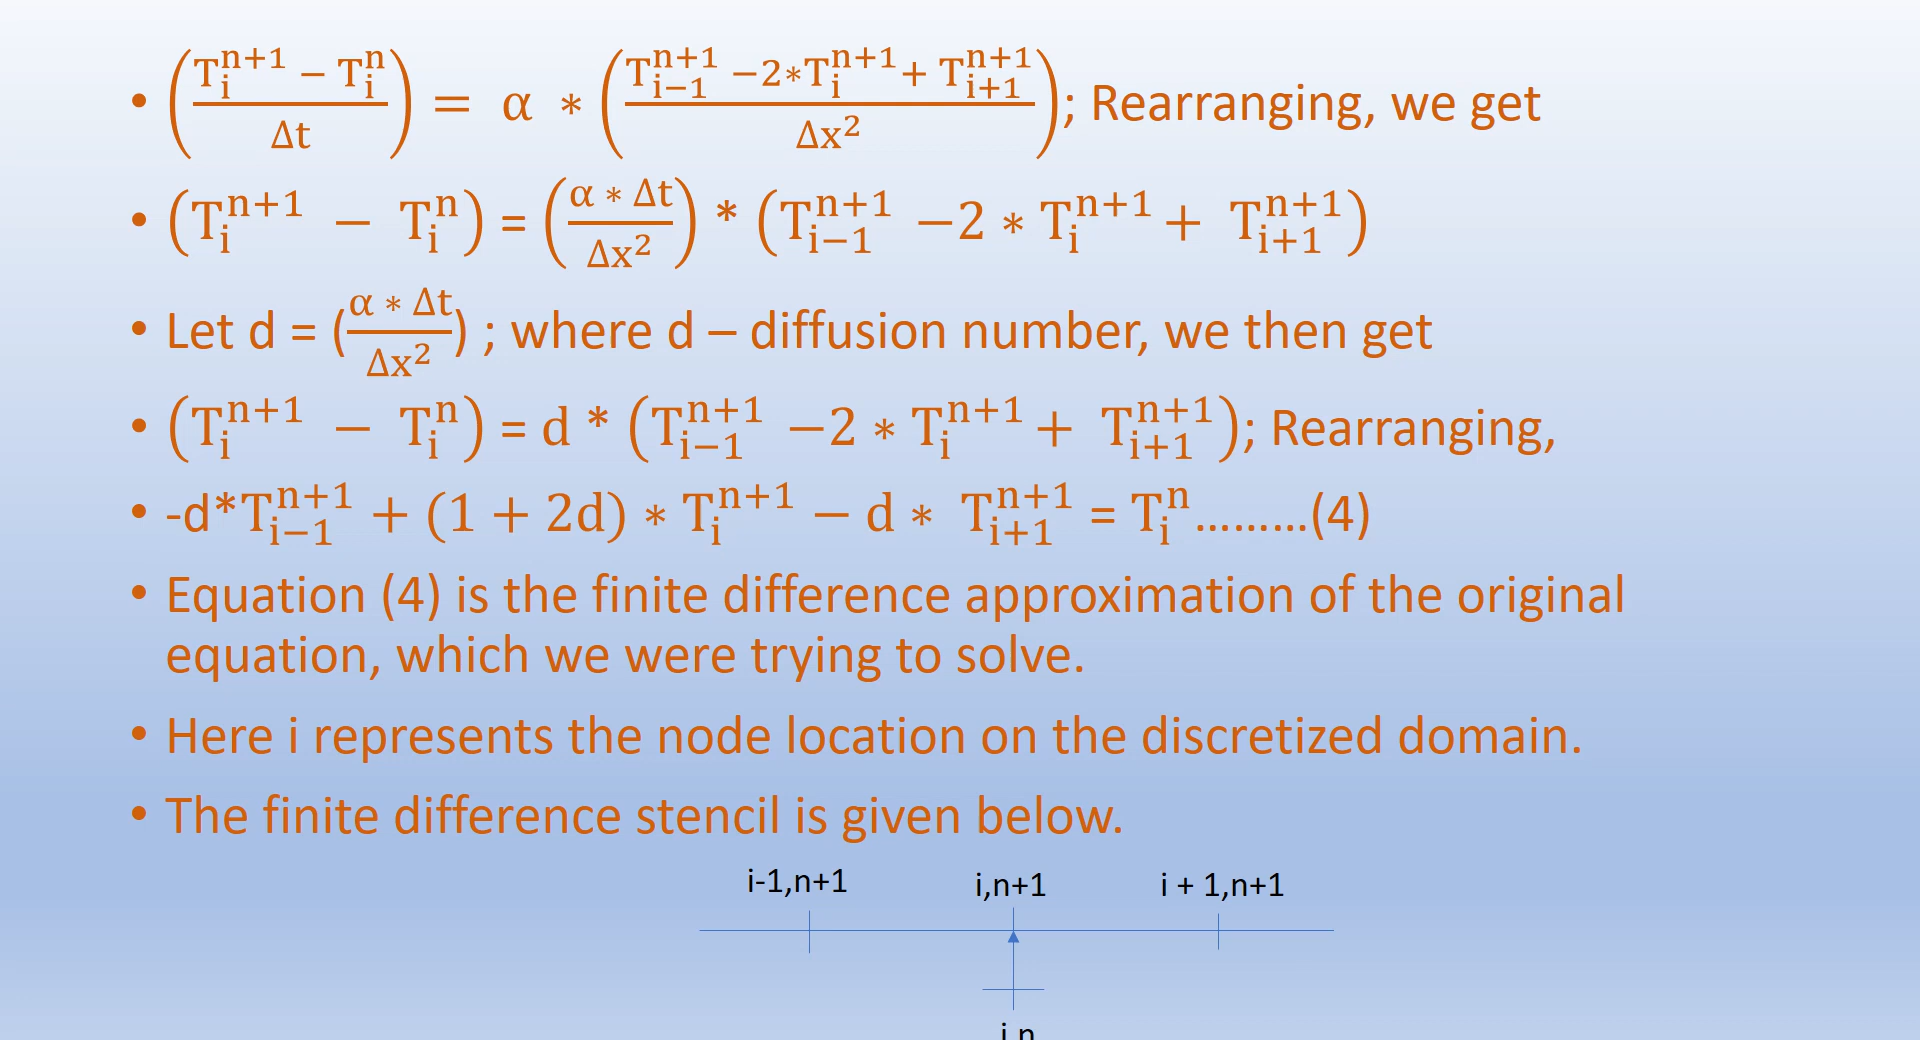 • (T_i^{n+1} − T_i^n / Δt) = α ∗ (T_{i−1}^{n+1} −2∗T_i^{n+1}+ T_{i+1}^{n+1} / Δx²); Rearranging, we get
• (T_i^{n+1} − T_i^n) = (α ∗ Δt / Δx²) * (T_{i−1}^{n+1} −2 ∗ T_i^{n+1}+ T_{i+1}^{n+1})
• Let d = (α ∗ Δt / Δx²) ; where d – diffusion number, we then get
• (T_i^{n+1} − T_i^n) = d * (T_{i−1}^{n+1} −2 ∗ T_i^{n+1}+ T_{i+1}^{n+1}); Rearranging,
• -d*T_{i−1}^{n+1} + (1 + 2d) ∗ T_i^{n+1} − d ∗ T_{i+1}^{n+1} = T_i^n………(4)
• Equation (4) is the finite difference approximation of the original
equation, which we were trying to solve.
• Here i represents the node location on the discretized domain.
• The finite difference stencil is given below.
i-1,n+1
i,n+1
i + 1,n+1
i,n